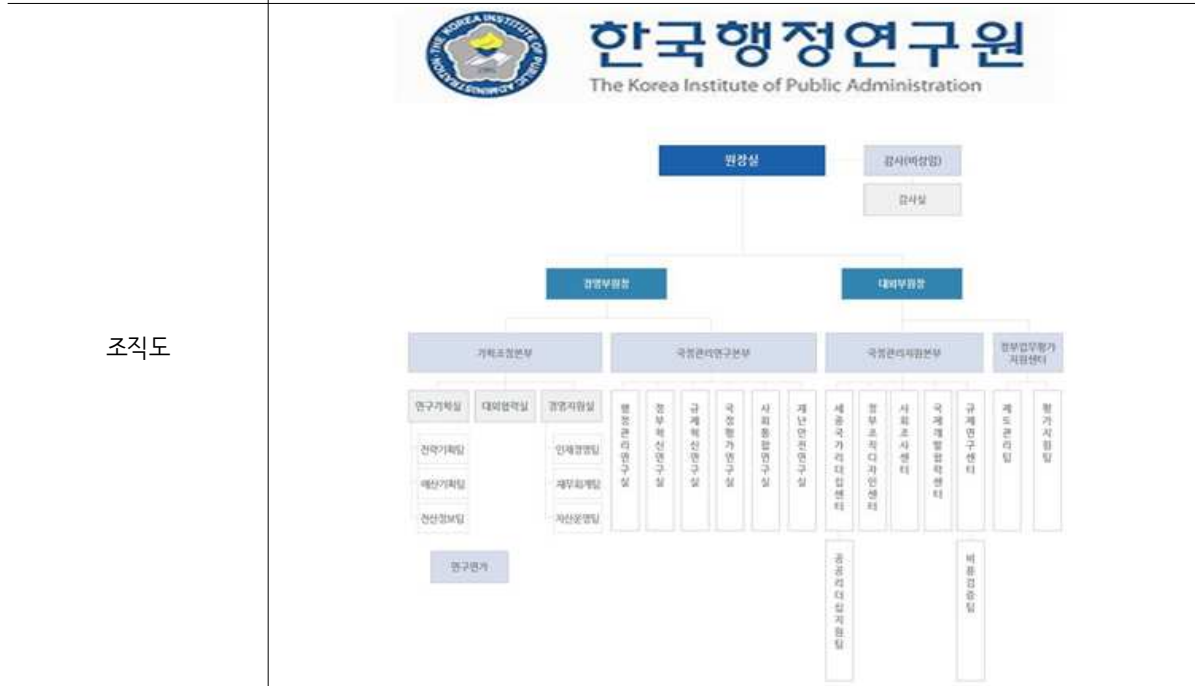 THE KOREA INSTITUTE OF PUBLIC ADMINISTRATION
한국행정연구원
The Korea Institute of Public Administration
조직도
원장실
감사(비상임)
감사실
경영부원장
대외부원장
기획조정본부
국정관리연구본부
국정관리지원본부
정부업무평가
지원센터
연구기획실
대외협력실
경영지원실
전략기획팀
예산기획팀
전산정보팀
인재경영팀
재무회계팀
자산운영팀
행정관리연구실
정부혁신연구실
규제혁신연구실
국정평가연구실
사회통합연구실
재난안전연구실
세종국가리더십센터
정부조직디자인센터
사회조사센터
국제개발협력센터
규제연구센터
제도관리팀
평가지원팀
연구연가
공공리더십지원팀
비용검증팀